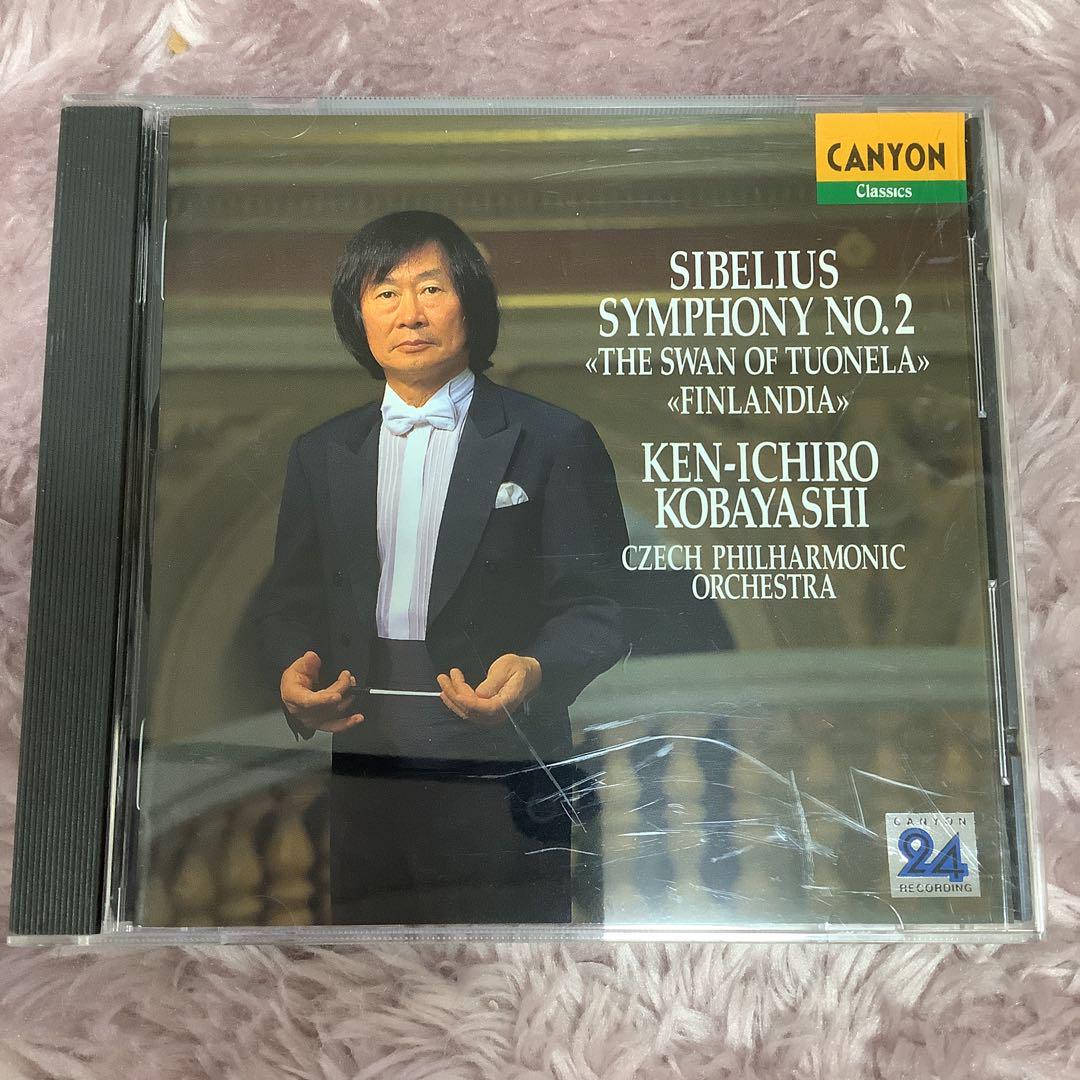 CANYON
Classics
SIBELIUS
SYMPHONY NO. 2
«THE SWAN OF TUONELA»
«FINLANDIA»
KEN-ICHIRO
KOBAYASHI
CZECH PHILHARMONIC
ORCHESTRA
CANYON
24
RECORDING